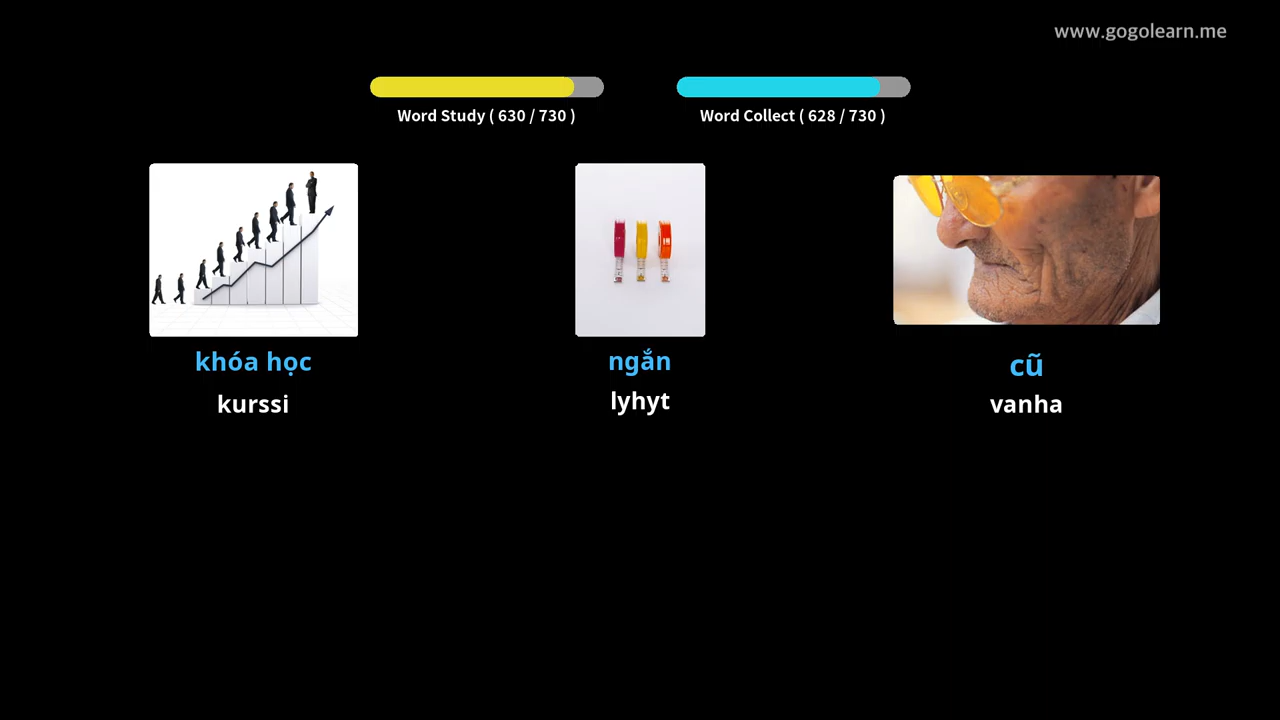 www.gogolearn.me
Word Study ( 630 / 730 )
Word Collect ( 628 / 730 )
khóa học
kurssi
ngắn
lyhyt
cũ
vanha